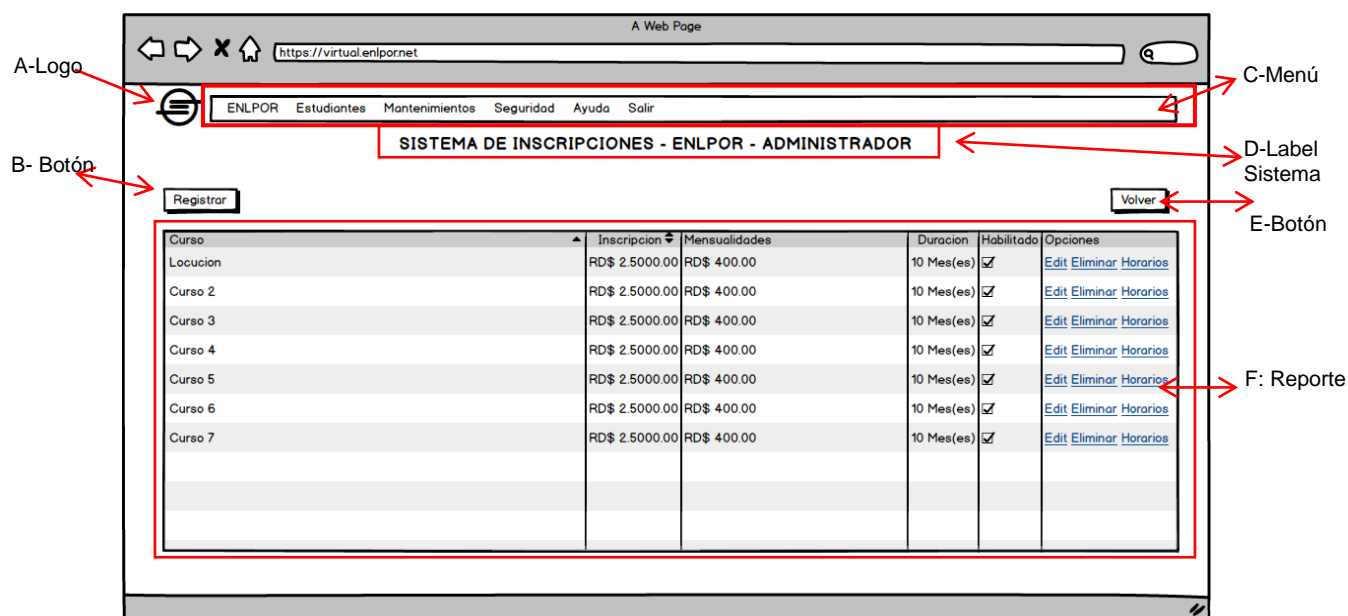 A Web Page
https://virtual.enlpor.net
A-Logo
C-Menú
ENLPOR Estudiantes Mantenimientos Seguridad Ayuda Salir
SISTEMA DE INSCRIPCIONES - ENLPOR - ADMINISTRADOR
D-Label
Sistema
B- Botón
Registrar
Volver
E-Botón
Curso Inscripcion Mensualidades Duracion Habilitado Opciones
Locucion RD$ 2.5000.00 RD$ 400.00 10 Mes(es) Edit Eliminar Horarios
Curso 2 RD$ 2.5000.00 RD$ 400.00 10 Mes(es) Edit Eliminar Horarios
Curso 3 RD$ 2.5000.00 RD$ 400.00 10 Mes(es) Edit Eliminar Horarios
Curso 4 RD$ 2.5000.00 RD$ 400.00 10 Mes(es) Edit Eliminar Horarios
Curso 5 RD$ 2.5000.00 RD$ 400.00 10 Mes(es) Edit Eliminar Horarios
F: Reporte
Curso 6 RD$ 2.5000.00 RD$ 400.00 10 Mes(es) Edit Eliminar Horarios
Curso 7 RD$ 2.5000.00 RD$ 400.00 10 Mes(es) Edit Eliminar Horarios